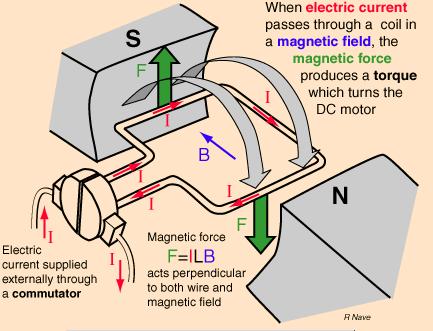 When electric current
passes through a coil in
a magnetic field, the
magnetic force
produces a torque
which turns the
DC motor
S
F
I
I
B
I
I
I
I
N
F
I
I
Electric
current supplied
externally through
a commutator
Magnetic force
F=ILB
acts perpendicular
to both wire and
magnetic field
R Nave